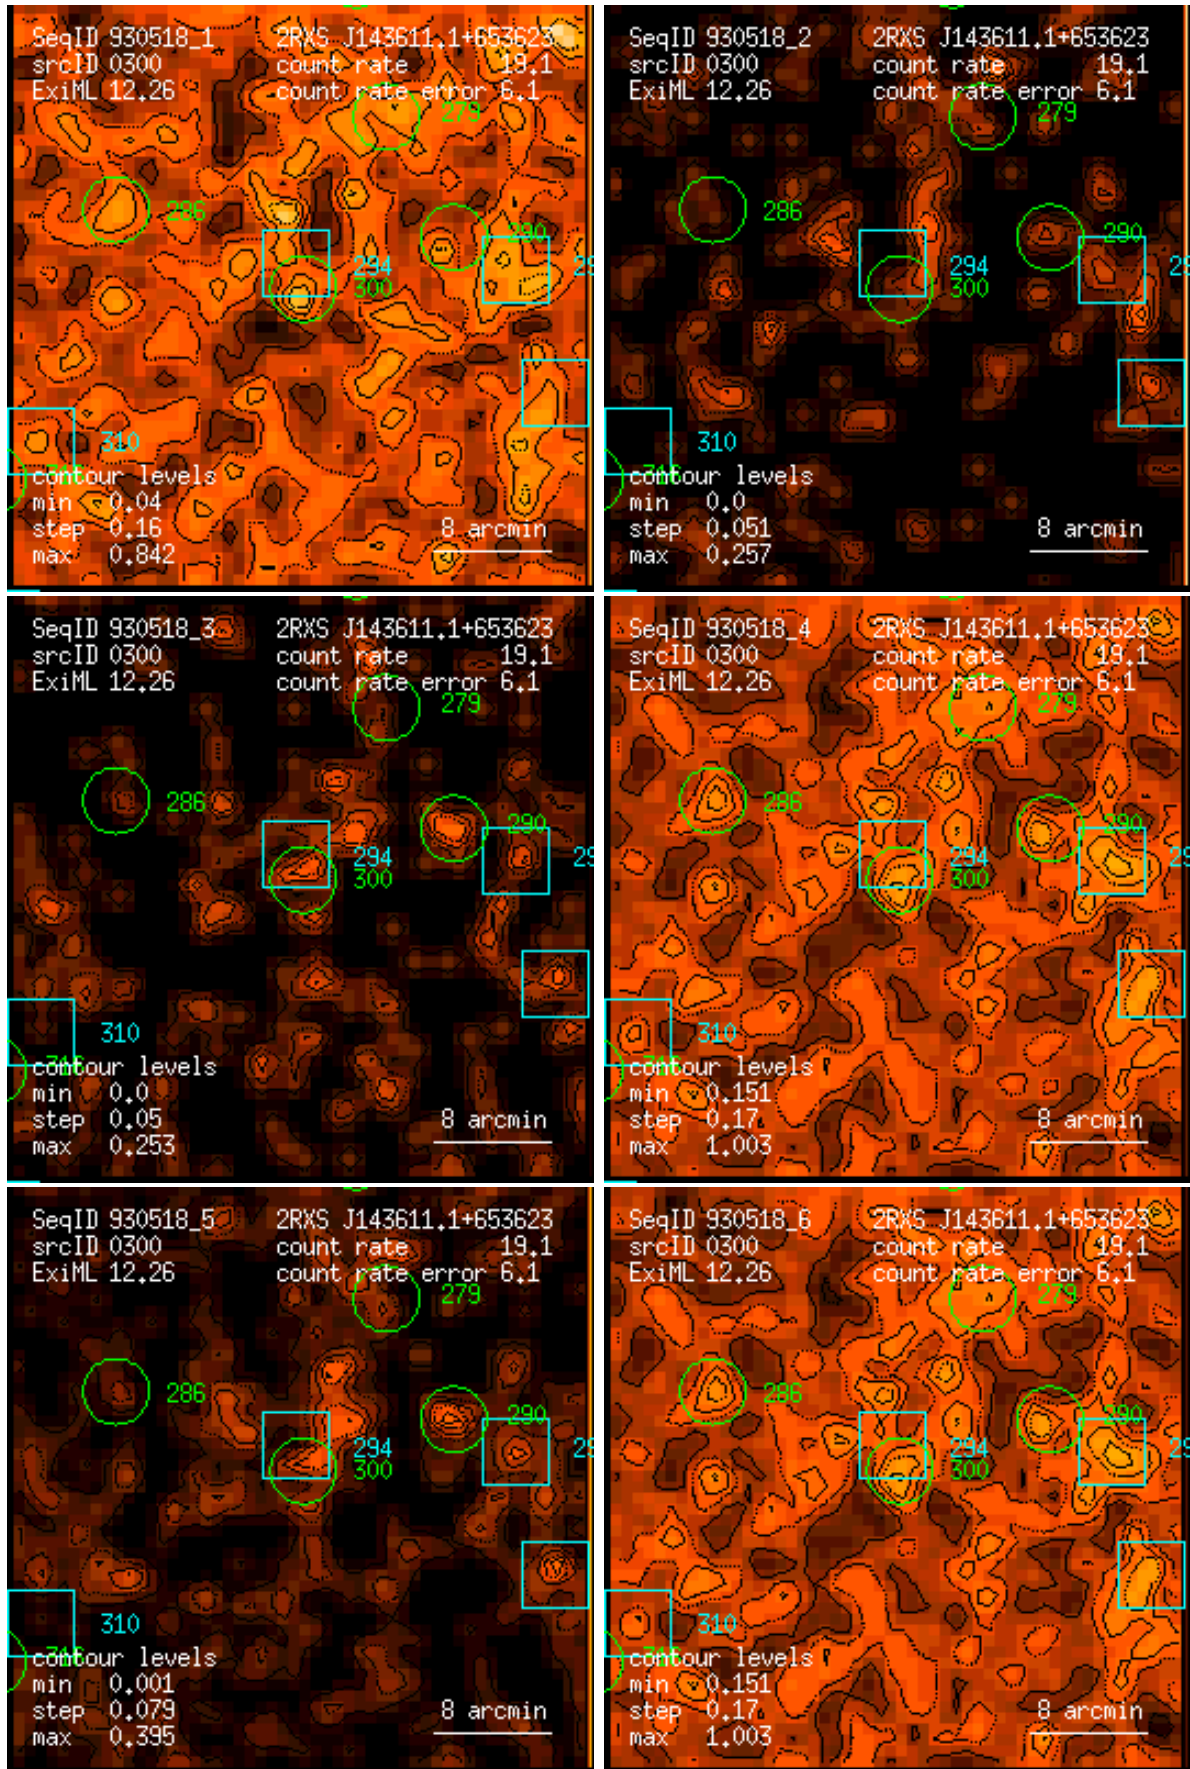 SeqID 930518_1 2RXS J143611.1+653623
srcID 0300 count rate 19.1
ExiML 12.26 count rate error 6.1
279
286
290
294
29
300
310
contour levels
min 0.04
step 0.16 8 arcmin
max 0.842
SeqID 930518_2 2RXS J143611.1+653623
srcID 0300 count rate 19.1
ExiML 12.26 count rate error 6.1
279
286
290
294
29
300
310
contour levels
min 0.0
step 0.051 8 arcmin
max 0.257
SeqID 930518_3 2RXS J143611.1+653623
srcID 0300 count rate 19.1
ExiML 12.26 count rate error 6.1
279
286
290
294
29
300
310
contour levels
min 0.0
step 0.05 8 arcmin
max 0.253
SeqID 930518_4 2RXS J143611.1+653623
srcID 0300 count rate 19.1
ExiML 12.26 count rate error 6.1
279
286
290
294
29
300
310
contour levels
min 0.151
step 0.17 8 arcmin
max 1.003
SeqID 930518_5 2RXS J143611.1+653623
srcID 0300 count rate 19.1
ExiML 12.26 count rate error 6.1
279
286
290
294
29
300
310
contour levels
min 0.001
step 0.079 8 arcmin
max 0.395
SeqID 930518_6 2RXS J143611.1+653623
srcID 0300 count rate 19.1
ExiML 12.26 count rate error 6.1
279
286
290
294
29
300
310
contour levels
min 0.151
step 0.17 8 arcmin
max 1.003